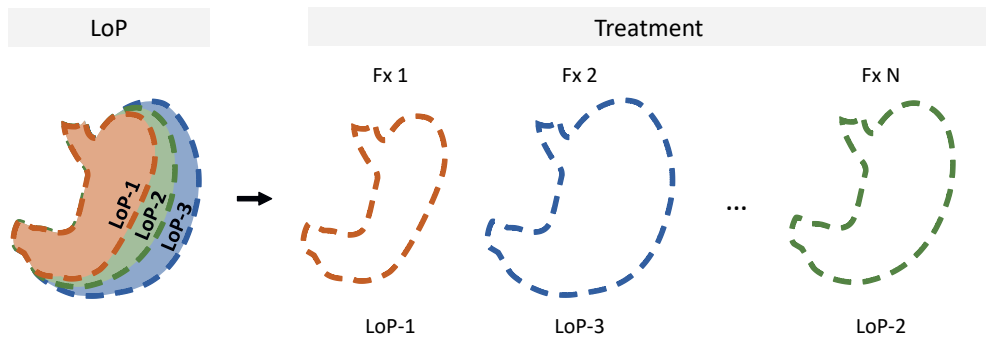 LoP
Treatment
Fx 1
Fx 2
Fx N
LoP-1
LoP-2
LoP-3
...
LoP-1
LoP-3
LoP-2